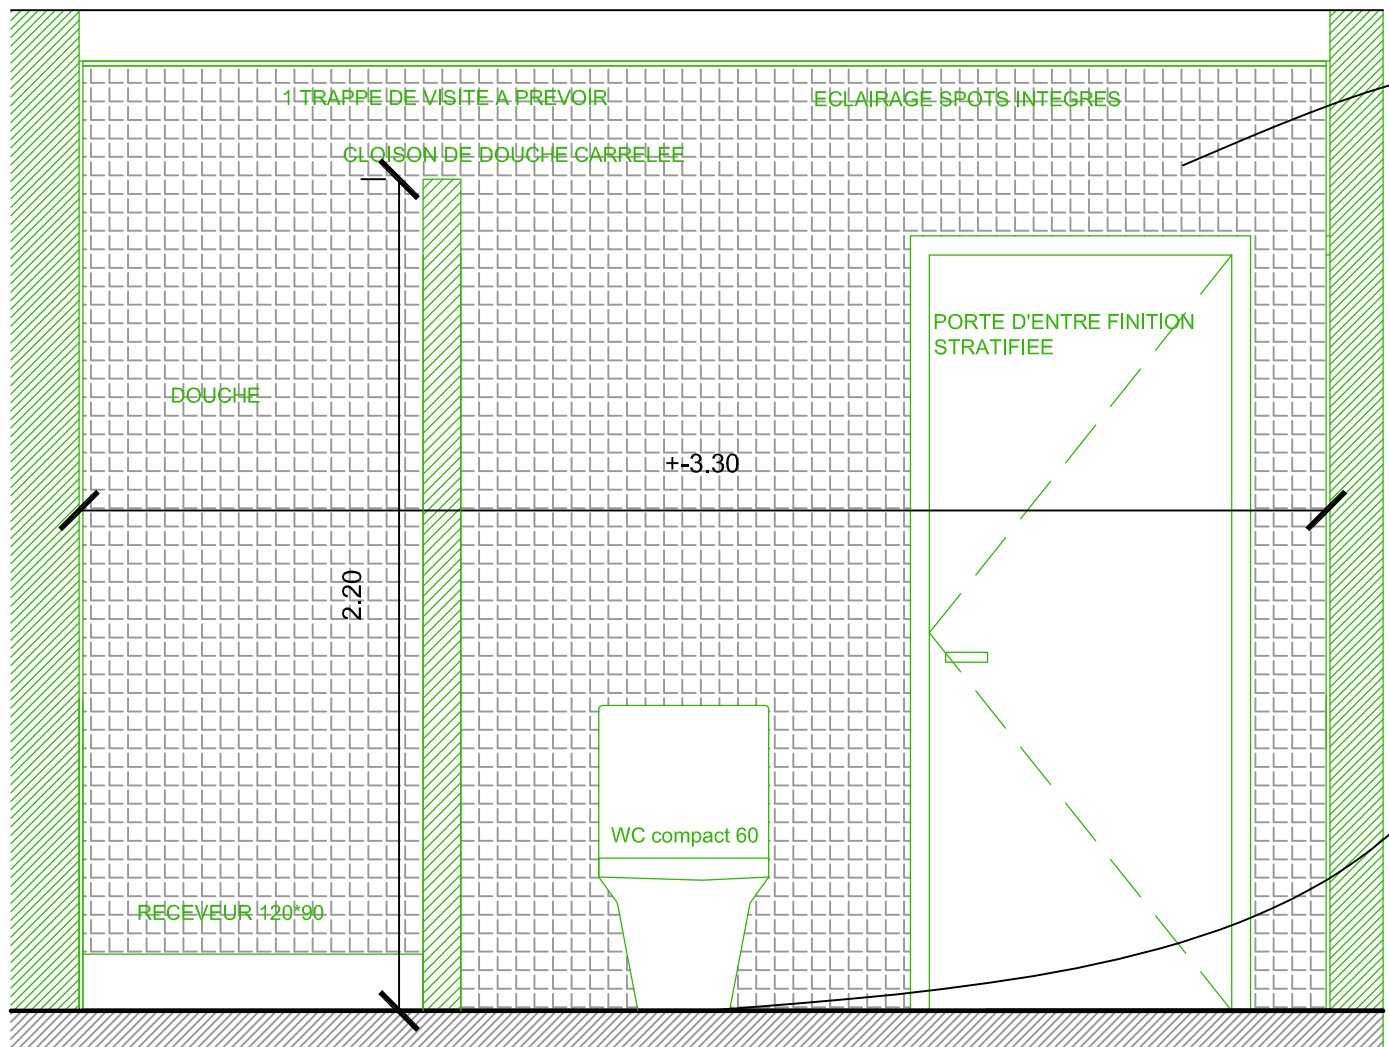 1 TRAPPE DE VISITE A PREVOIR
ECLAIRAGE SPOTS INTEGRES
CLOISON DE DOUCHE CARRELEE
PORTE D'ENTRE FINITION
STRATIFIEE
DOUCHE
+-3.30
2.20
WC compact 60
RECEVEUR 120*90